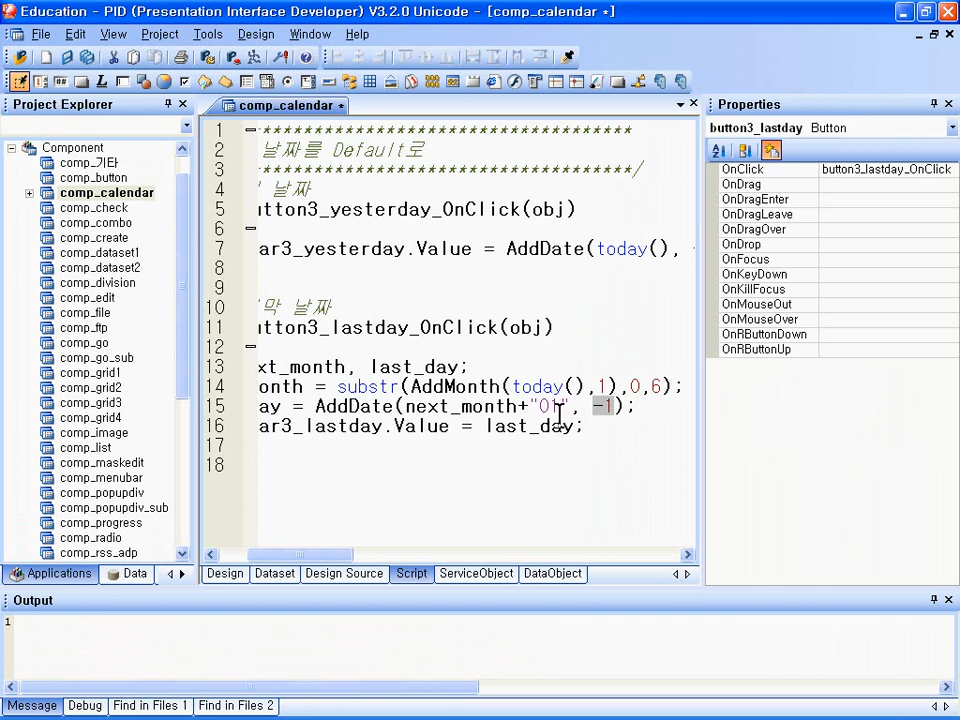 Education - PID (Presentation Interface Developer) V3.2.0 Unicode - [comp_calendar *]
File Edit View Project Tools Design Window Help
Project Explorer
comp_calendar *
Properties
button3_lastday Button
Component
comp_기타
comp_button
comp_calendar
comp_check
comp_combo
comp_create
comp_dataset1
comp_dataset2
comp_division
comp_edit
comp_file
comp_ftp
comp_go
comp_go_sub
comp_grid1
comp_grid2
comp_grid3
comp_grid4
comp_image
comp_list
comp_maskedit
comp_menubar
comp_popupdiv
comp_popupdiv_sub
comp_progress
comp_radio
comp_rss_adp
Applications Data
1 **********************************
2 날짜를 Default로
3 **********************************/
4 날짜
5 utton3_yesterday_OnClick(obj)
6
7 ar3_yesterday.Value = AddDate(today(), -
8
9
10 막 날짜
11 utton3_lastday_OnClick(obj)
12
13 xt_month, last_day;
14 onth = substr(AddMonth(today(),1),0,6);
15 ay = AddDate(next_month+"01", -1);
16 ar3_lastday.Value = last_day;
17
18
Design Dataset Design Source Script ServiceObject DataObject
OnClick button3_lastday_OnClick
OnDrag
OnDragEnter
OnDragLeave
OnDragOver
OnDrop
OnFocus
OnKeyDown
OnKillFocus
OnMouseOut
OnMouseOver
OnRButtonDown
OnRButtonUp
Output
1
Message Debug Find in Files 1 Find in Files 2